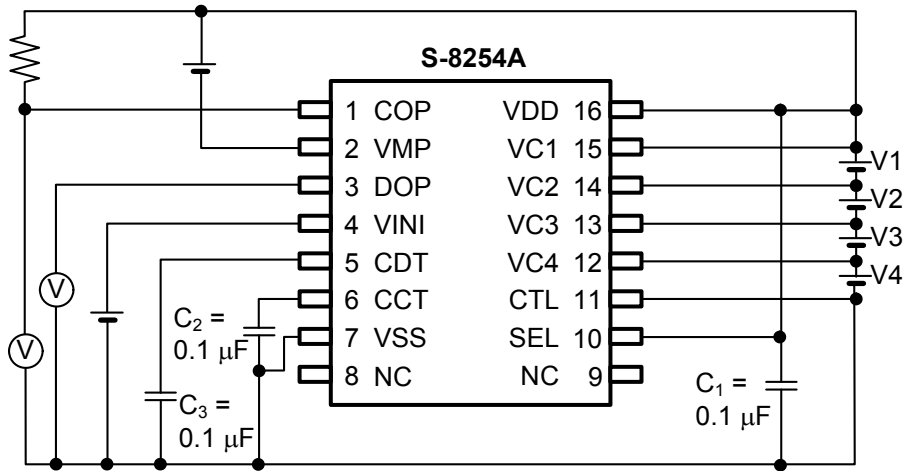 S-8254A
1 COP VDD 16
2 VMP VC1 15
3 DOP VC2 14
4 VINI VC3 13
5 CDT VC4 12
6 CCT CTL 11
7 VSS SEL 10
8 NC NC 9
V1
V2
V3
V4
V
V
C2 =
0.1 μF
C3 =
0.1 μF
C1 =
0.1 μF